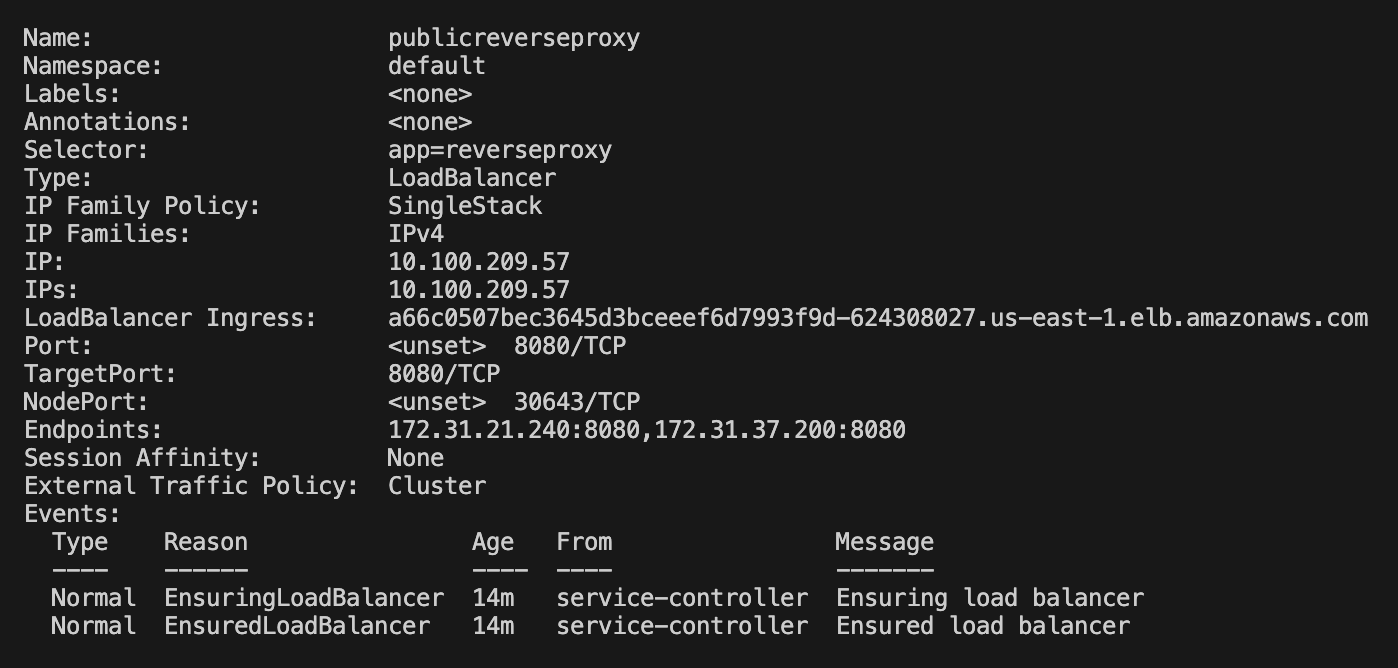 Name:                     publicreverseproxy
Namespace:                default
Labels:                   <none>
Annotations:              <none>
Selector:                 app=reverseproxy
Type:                     LoadBalancer
IP Family Policy:         SingleStack
IP Families:              IPv4
IP:                       10.100.209.57
IPs:                      10.100.209.57
LoadBalancer Ingress:     a66c0507bec3645d3bceeef6d7993f9d-624308027.us-east-1.elb.amazonaws.com
Port:                     <unset>  8080/TCP
TargetPort:               8080/TCP
NodePort:                 <unset>  30643/TCP
Endpoints:                172.31.21.240:8080,172.31.37.200:8080
Session Affinity:         None
External Traffic Policy:  Cluster
Events:
  Type    Reason                Age   From                Message
  ----    ------                ----  ----                -------
  Normal  EnsuringLoadBalancer  14m   service-controller  Ensuring load balancer
  Normal  EnsuredLoadBalancer   14m   service-controller  Ensured load balancer